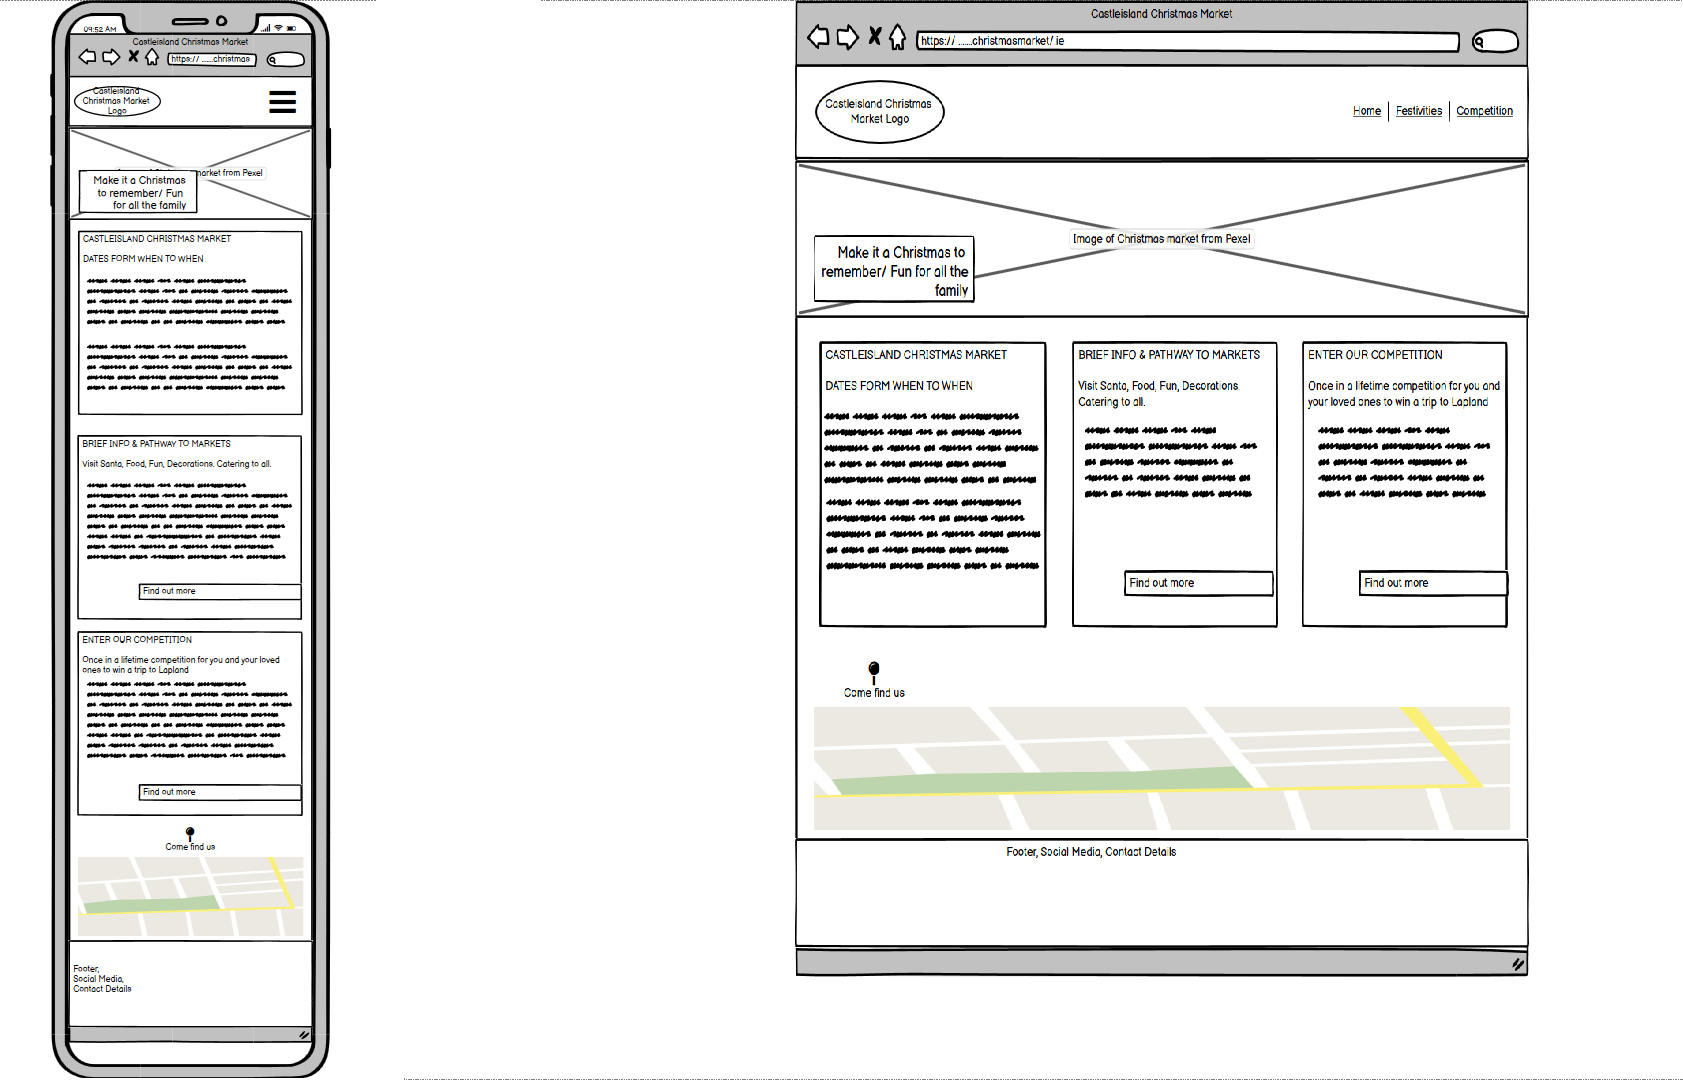 09:52 AM
Castleisland Christmas Market
https:// ......christmas
Castleisland
Christmas Market
Logo
market from Pexel
Make it a Christmas
to remember/ Fun
for all the family
CASTLEISLAND CHRISTMAS MARKET
DATES FORM WHEN TO WHEN
BRIEF INFO & PATHWAY TO MARKETS
Visit Santa, Food, Fun, Decorations. Catering to all.
Find out more
ENTER OUR COMPETITION
Once in a lifetime competition for you and your loved
ones to win a trip to Lapland
Find out more
Come find us
Footer,
Social Media,
Contact Details
Castleisland Christmas Market
https:// ......christmasmarket/ ie
Castleisland Christmas
Market Logo
Home
Festivities
Competition
Image of Christmas market from Pexel
Make it a Christmas to
remember/ Fun for all the
family
CASTLEISLAND CHRISTMAS MARKET
DATES FORM WHEN TO WHEN
BRIEF INFO & PATHWAY TO MARKETS
Visit Santa, Food, Fun, Decorations.
Catering to all.
Find out more
ENTER OUR COMPETITION
Once in a lifetime competition for you and
your loved ones to win a trip to Lapland
Find out more
Come find us
Footer, Social Media, Contact Details